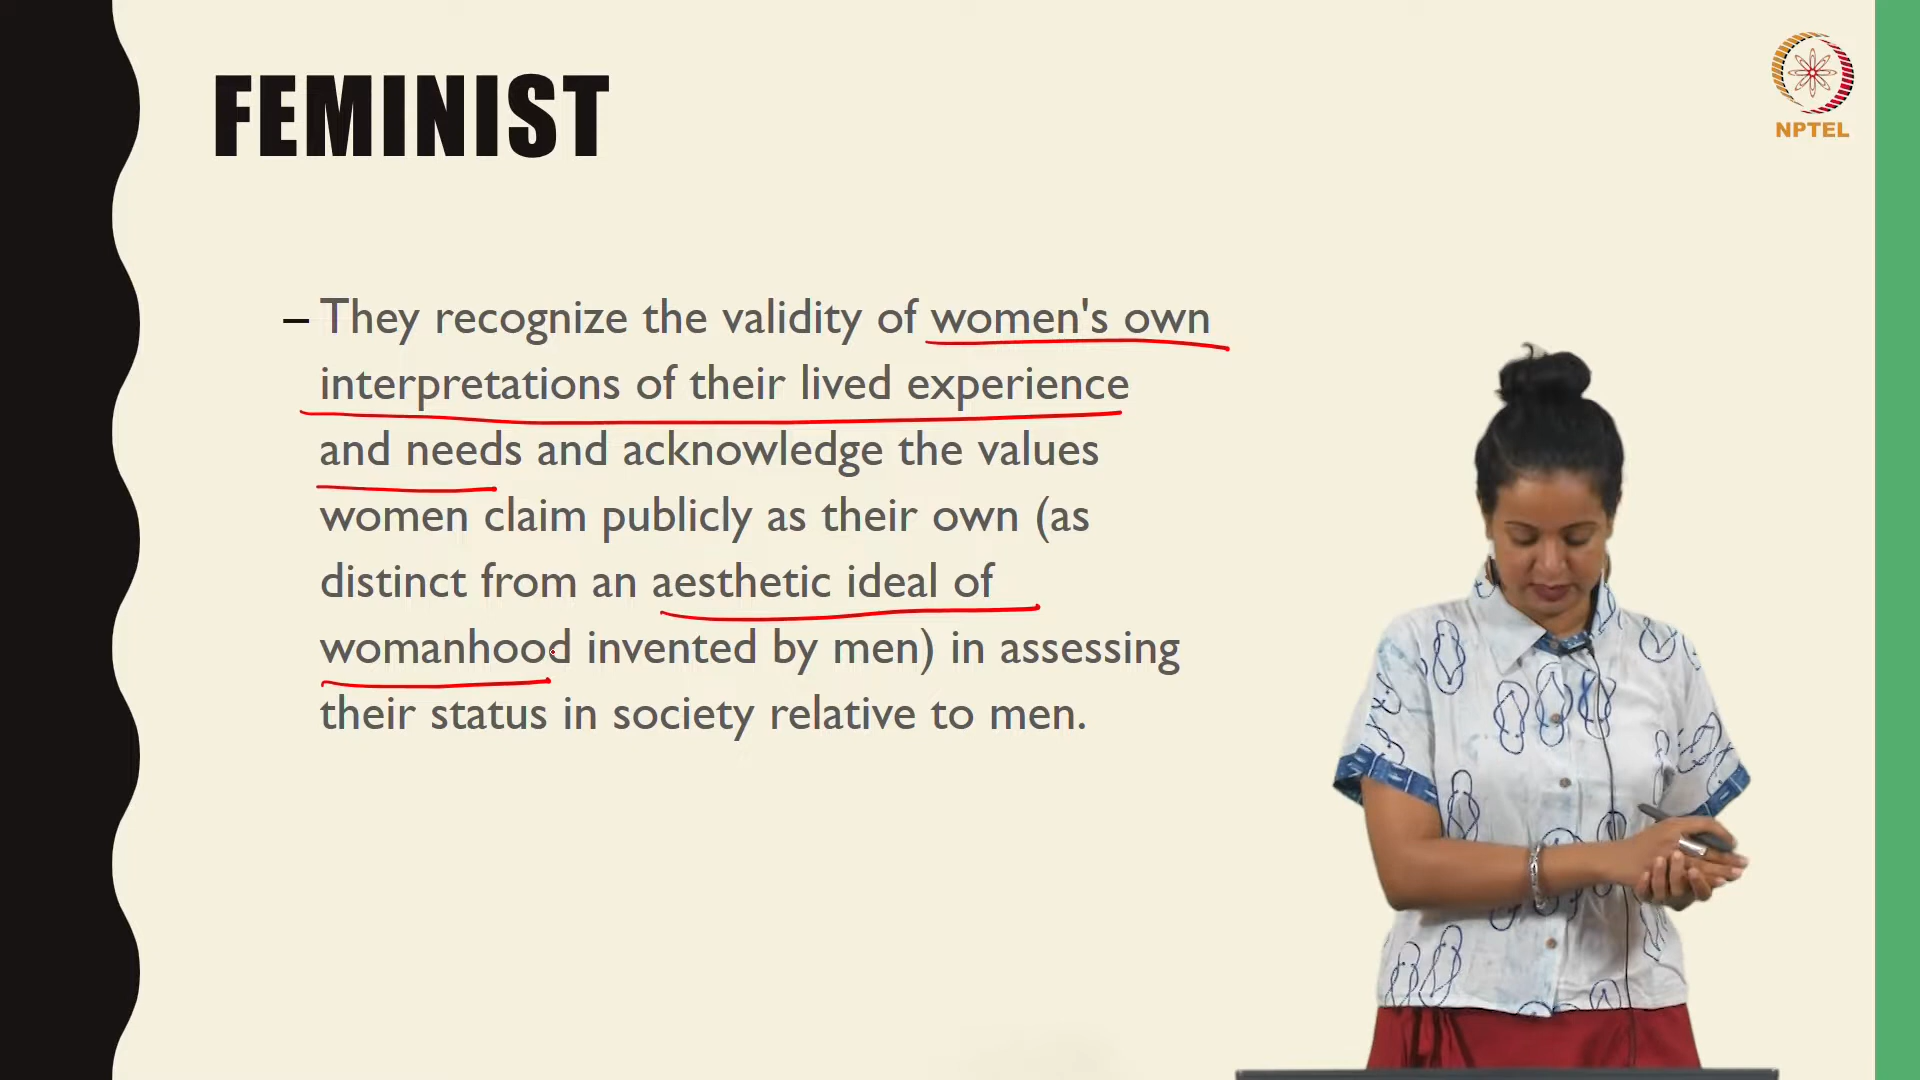 FEMINIST
NPTEL
– They recognize the validity of women's own
interpretations of their lived experience
and needs and acknowledge the values
women claim publicly as their own (as
distinct from an aesthetic ideal of
womanhood invented by men) in assessing
their status in society relative to men.